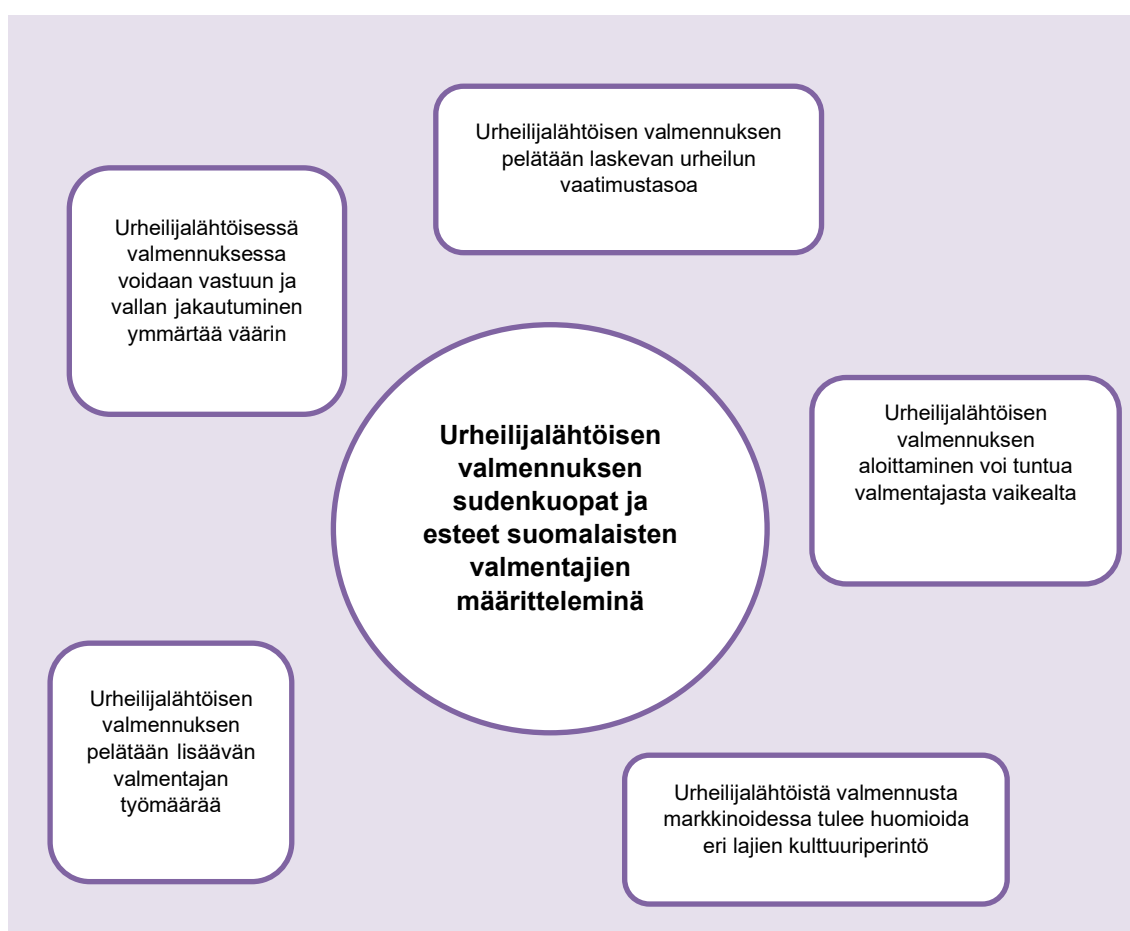 Urheilijalähtöisen valmennuksen
pelätään laskevan urheilun
vaatimustasoa
Urheilijalähtöisessä
valmennuksessa
voidaan vastuun ja
vallan jakautuminen
ymmärtää väärin
Urheilijalähtöisen
valmennuksen
sudenkuopat ja
esteet suomalaisten
valmentajien
määritteleminä
Urheilijalähtöisen
valmennuksen
aloittaminen voi tuntua
valmentajasta vaikealta
Urheilijalähtöisen
valmennuksen
pelätään lisäävän
valmentajan
työmäärää
Urheilijalähtöistä valmennusta
markkinoidessa tulee huomioida
eri lajien kulttuuriperintö